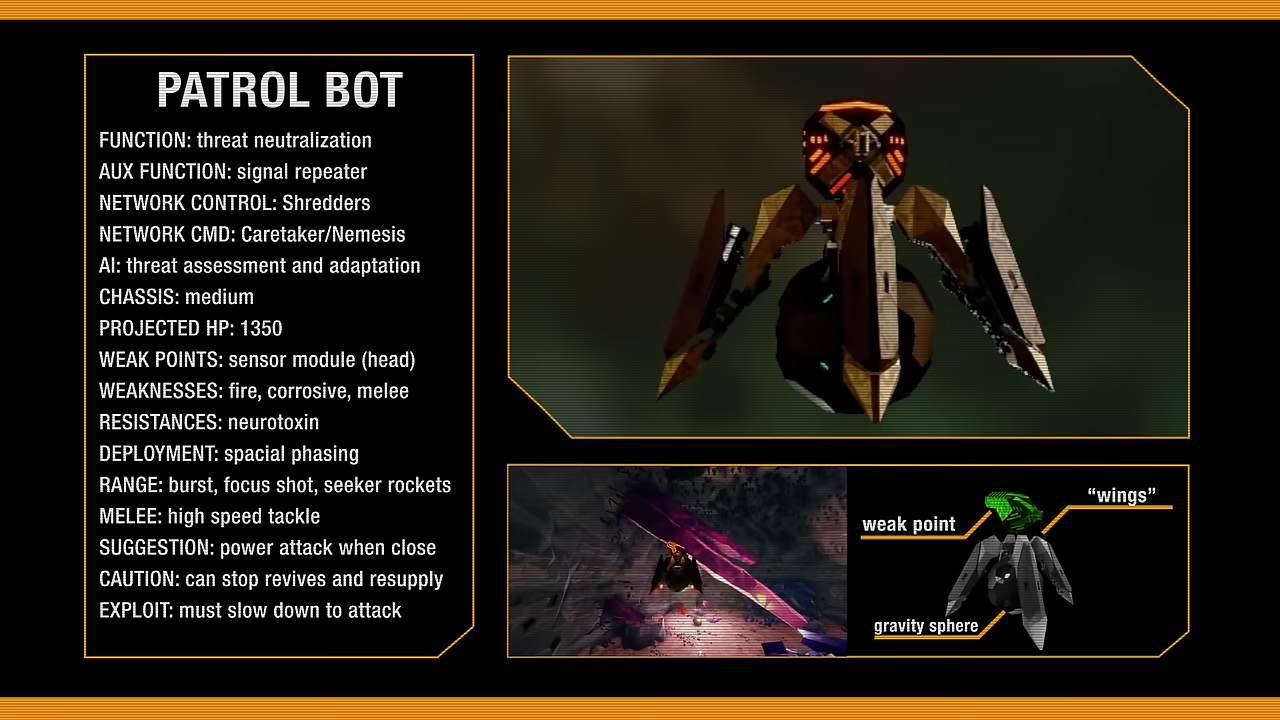 PATROL BOT
FUNCTION: threat neutralization
AUX FUNCTION: signal repeater
NETWORK CONTROL: Shredders
NETWORK CMD: Caretaker/Nemesis
AI: threat assessment and adaptation
CHASSIS: medium
PROJECTED HP: 1350
WEAK POINTS: sensor module (head)
WEAKNESSES: fire, corrosive, melee
RESISTANCES: neurotoxin
DEPLOYMENT: spacial phasing
RANGE: burst, focus shot, seeker rockets
MELEE: high speed tackle
SUGGESTION: power attack when close
CAUTION: can stop revives and resupply
EXPLOIT: must slow down to attack
"wings"
weak point
gravity sphere